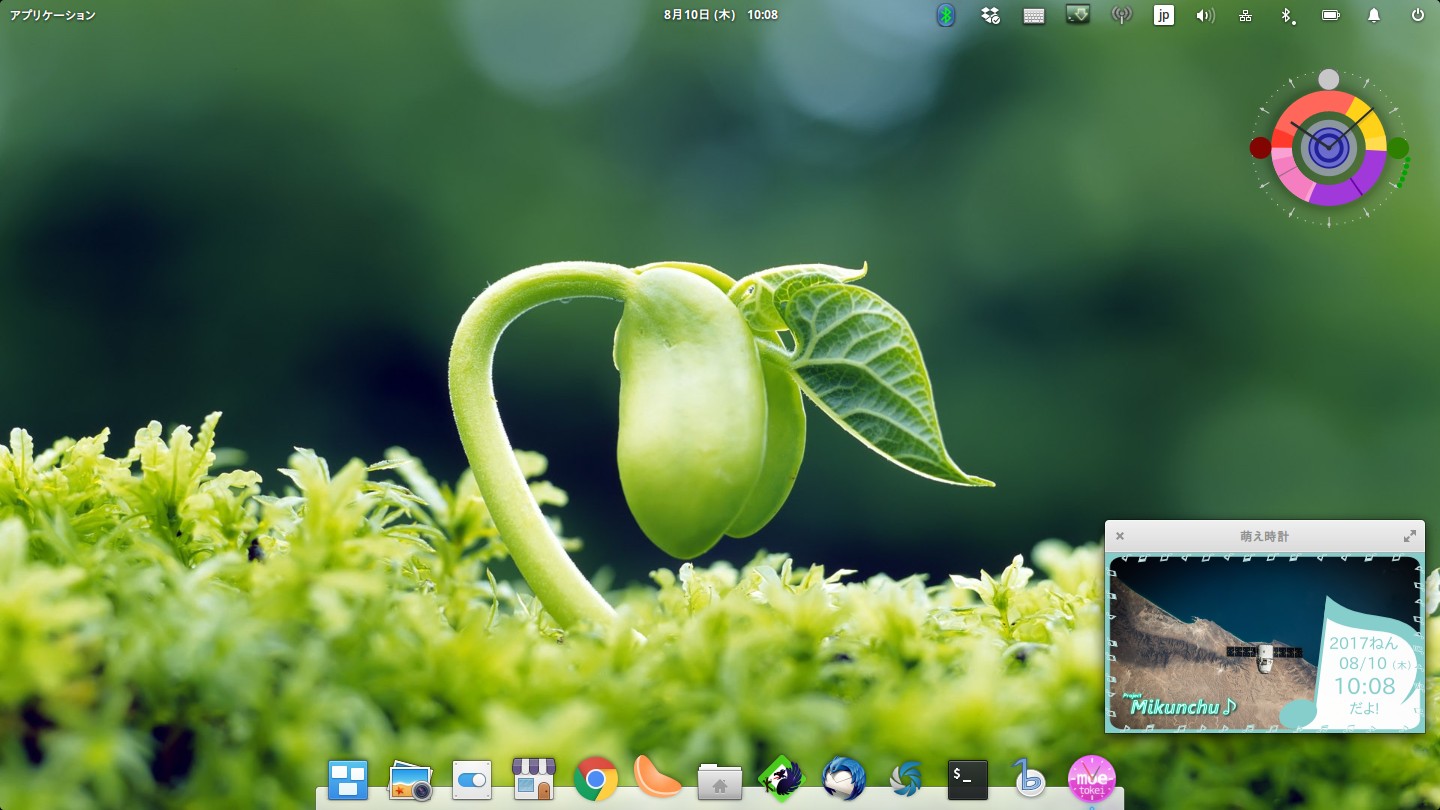 アプリケーション
8月10日 (木) 10:08
jp
萌え時計
2017ねん
08/10 (木)
10:08
だよ!
Project
Mikunchu♪
$_
moe
tokei